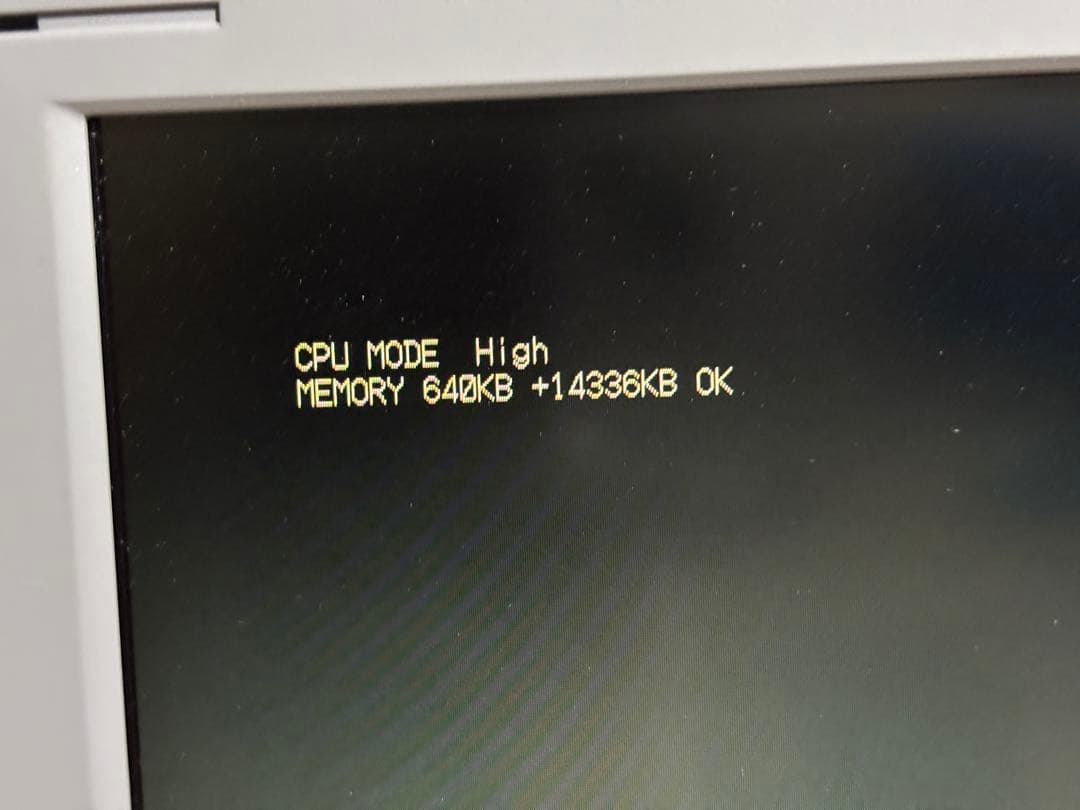 CPU MODE  High
MEMORY 640KB +14336KB OK